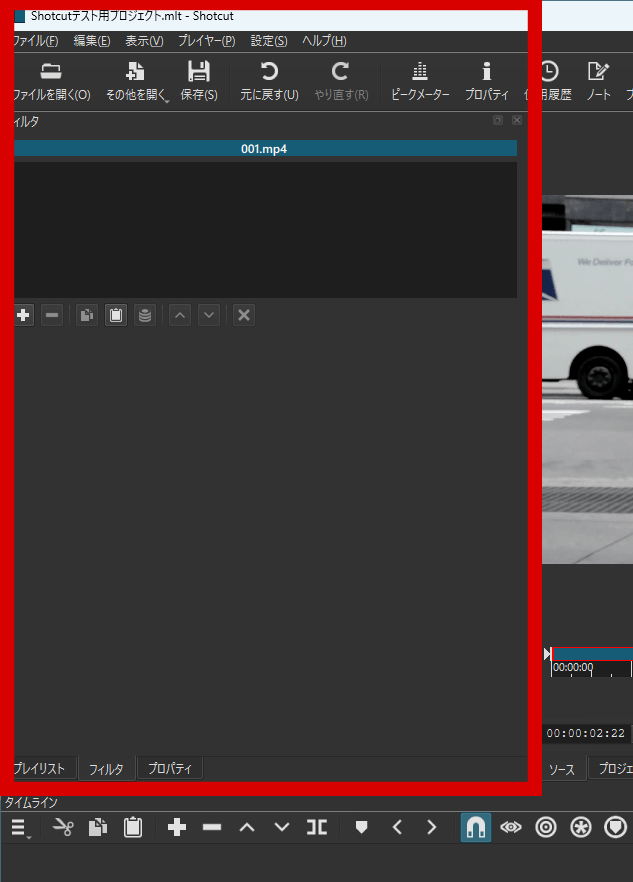 Shotcutテスト用プロジェクト.mlt - Shotcut
ファイル(F) 編集(E) 表示(V) プレイヤー(P) 設定(S) ヘルプ(H)
ファイルを開く(O) その他を開く 保存(S) 元に戻す(U) やり直す(R) ピークメーター プロパティ 使用履歴 ノート
フィルタ
001.mp4
We Deliver Fo
00:00:00
00:00:02:22
プレイリスト フィルタ プロパティ ソース プロジェ
タイムライン